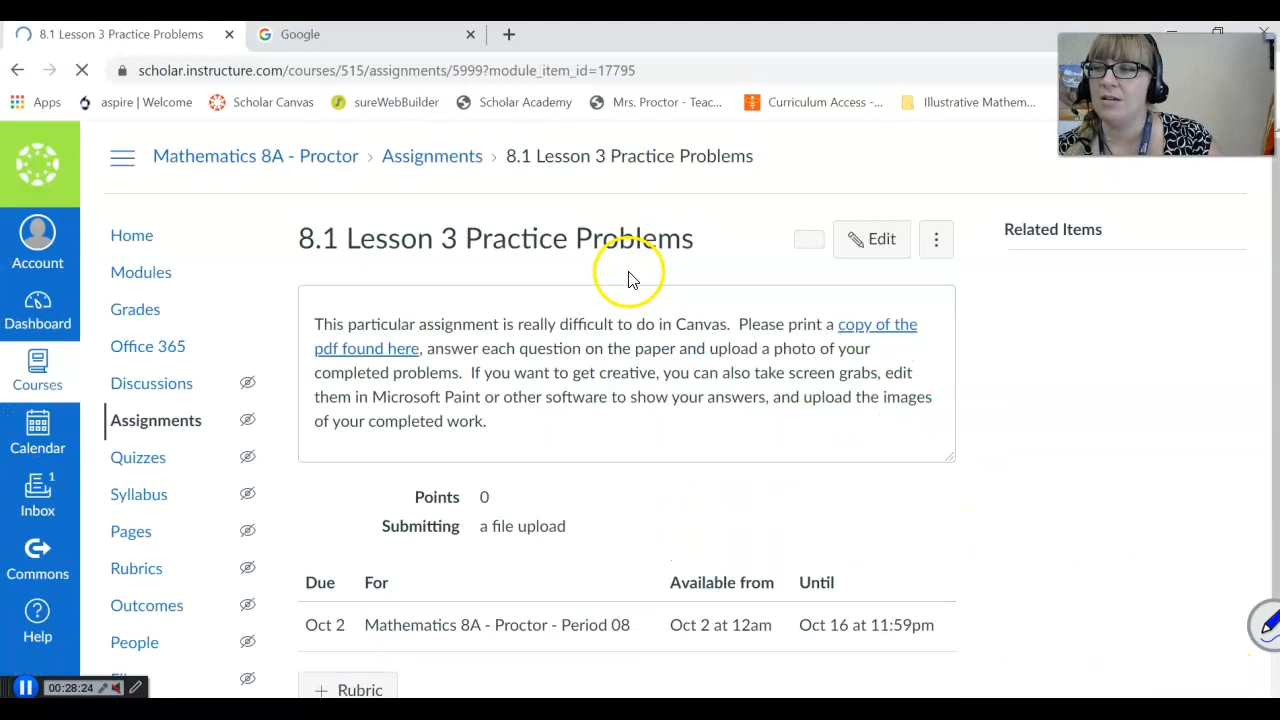 8.1 Lesson 3 Practice Problems
Google
scholar.instructure.com/courses/515/assignments/5999?module_item_id=17795
Apps
aspire | Welcome
Scholar Canvas
sureWebBuilder
Scholar Academy
Mrs. Proctor - Teac...
Curriculum Access -...
Illustrative Mathem...
Mathematics 8A - Proctor › Assignments › 8.1 Lesson 3 Practice Problems
Account
Dashboard
Courses
Calendar
1
Inbox
Commons
Help
Home
Modules
Grades
Office 365
Discussions
Assignments
Quizzes
Syllabus
Pages
Rubrics
Outcomes
People
8.1 Lesson 3 Practice Problems
Edit
Related Items
This particular assignment is really difficult to do in Canvas.  Please print a copy of the
pdf found here, answer each question on the paper and upload a photo of your
completed problems.  If you want to get creative, you can also take screen grabs, edit
them in Microsoft Paint or other software to show your answers, and upload the images
of your completed work.
Points 0
Submitting a file upload
Due For Available from Until
Oct 2 Mathematics 8A - Proctor - Period 08 Oct 2 at 12am Oct 16 at 11:59pm
+ Rubric
00:28:24